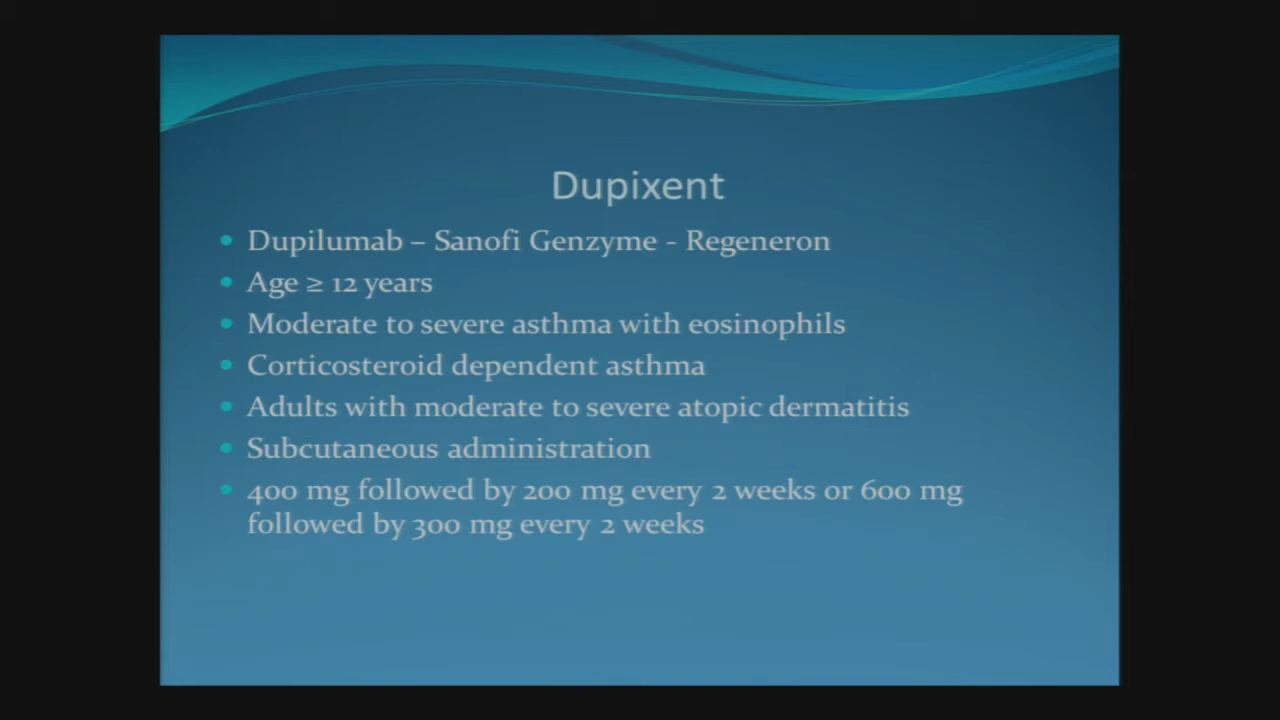 Dupixent
• Dupilumab – Sanofi Genzyme - Regeneron
• Age ≥ 12 years
• Moderate to severe asthma with eosinophils
• Corticosteroid dependent asthma
• Adults with moderate to severe atopic dermatitis
• Subcutaneous administration
• 400 mg followed by 200 mg every 2 weeks or 600 mg
followed by 300 mg every 2 weeks